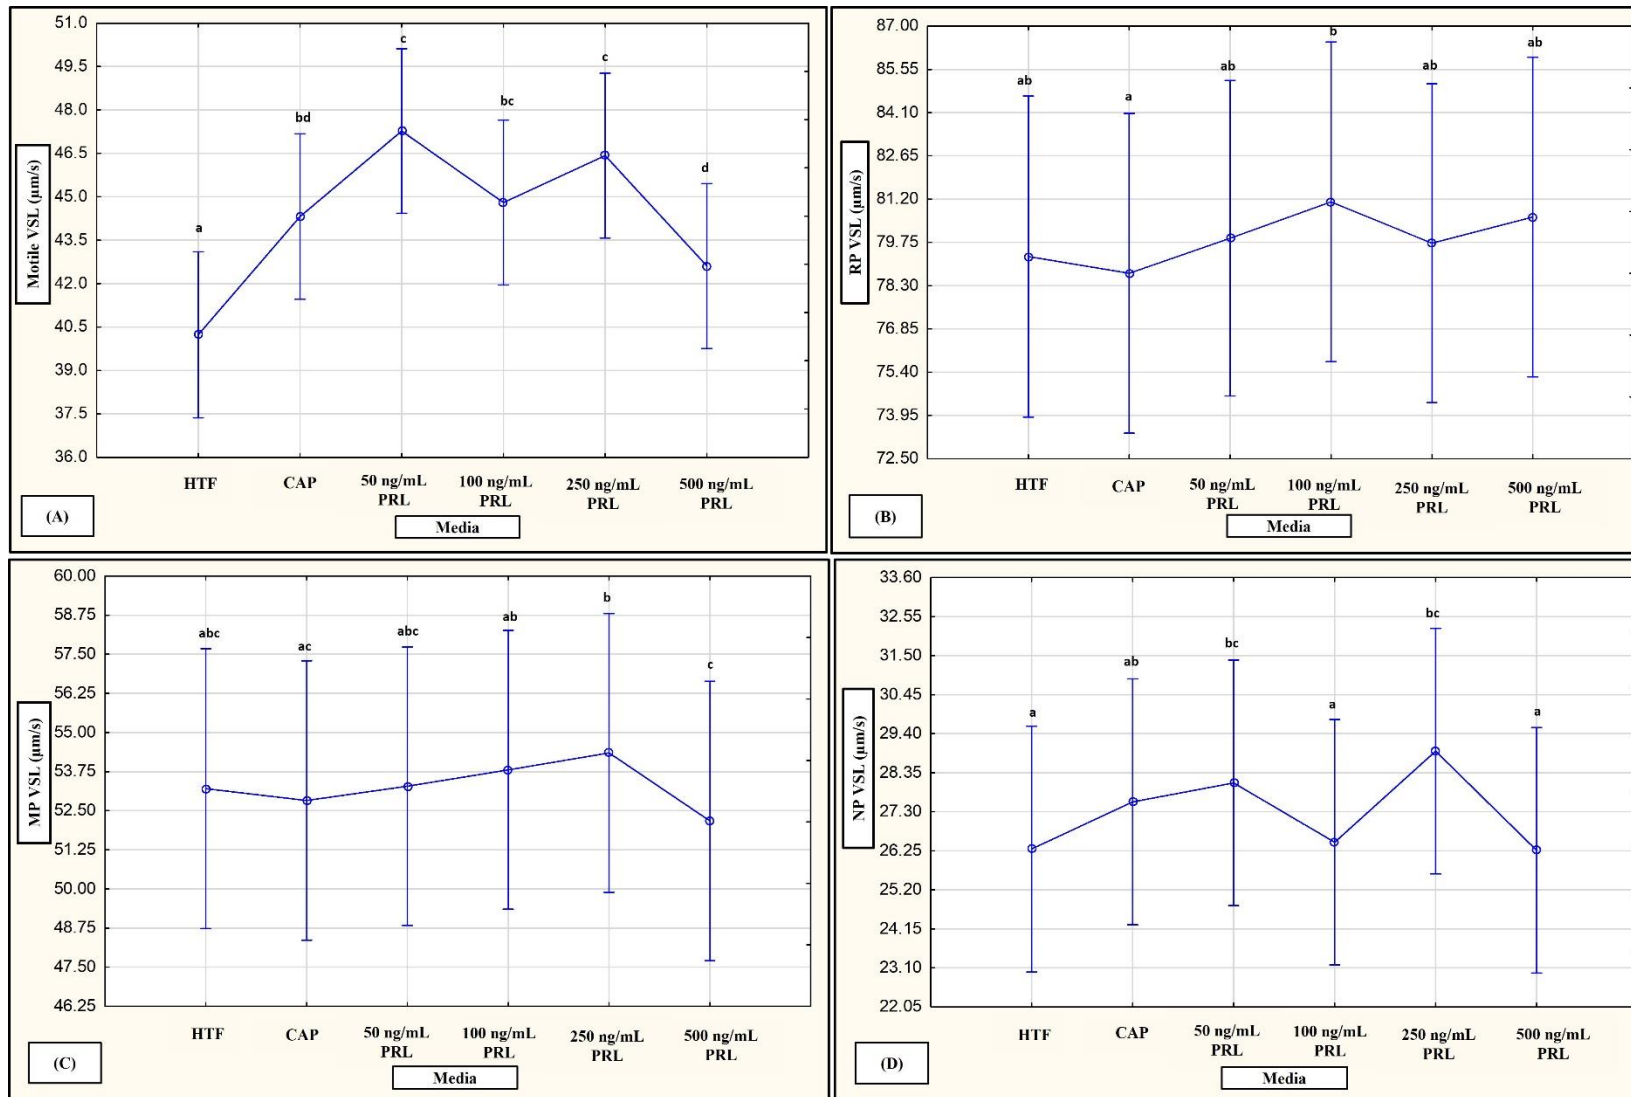 51.0
49.5
48.0
46.5
45.0
43.5
42.0
40.5
39.0
37.5
36.0
Motile VSL (µm/s)
a
bd
c
bc
c
d
HTF
CAP
50 ng/mL
PRL
100 ng/mL
PRL
250 ng/mL
PRL
500 ng/mL
PRL
(A)
Media
87.00
85.55
84.10
82.65
81.20
79.75
78.30
76.85
75.40
73.95
72.50
RP VSL (µm/s)
ab
a
ab
b
ab
ab
HTF
CAP
50 ng/mL
PRL
100 ng/mL
PRL
250 ng/mL
PRL
500 ng/mL
PRL
(B)
Media
60.00
58.75
57.50
56.25
55.00
53.75
52.50
51.25
50.00
48.75
47.50
46.25
MP VSL (µm/s)
abc
ac
abc
ab
b
c
HTF
CAP
50 ng/mL
PRL
100 ng/mL
PRL
250 ng/mL
PRL
500 ng/mL
PRL
(C)
Media
33.60
32.55
31.50
30.45
29.40
28.35
27.30
26.25
25.20
24.15
23.10
22.05
NP VSL (µm/s)
a
ab
bc
a
bc
a
HTF
CAP
50 ng/mL
PRL
100 ng/mL
PRL
250 ng/mL
PRL
500 ng/mL
PRL
(D)
Media